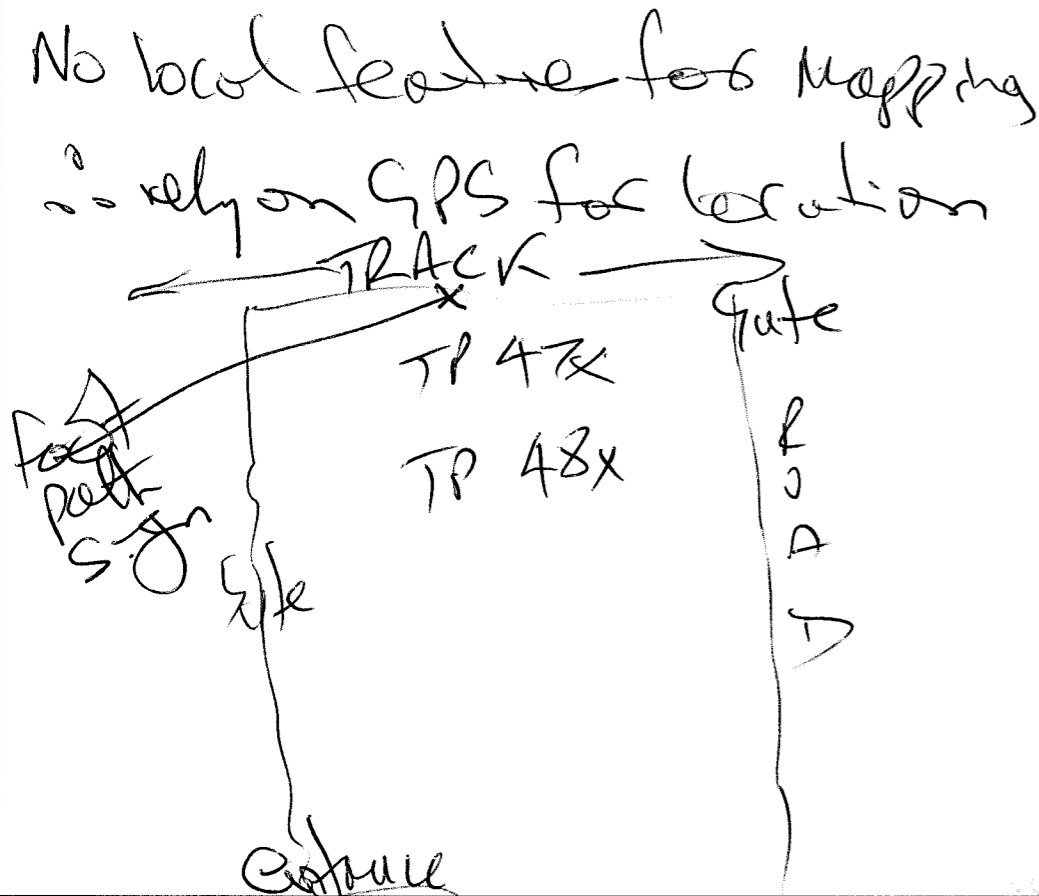 No local feature for Mapping
∴ rely on GPS for location
TRACK
x
Gate
TP 47x
TP 48x
Foot
path
sign
Gate
R
O
A
D
entrance